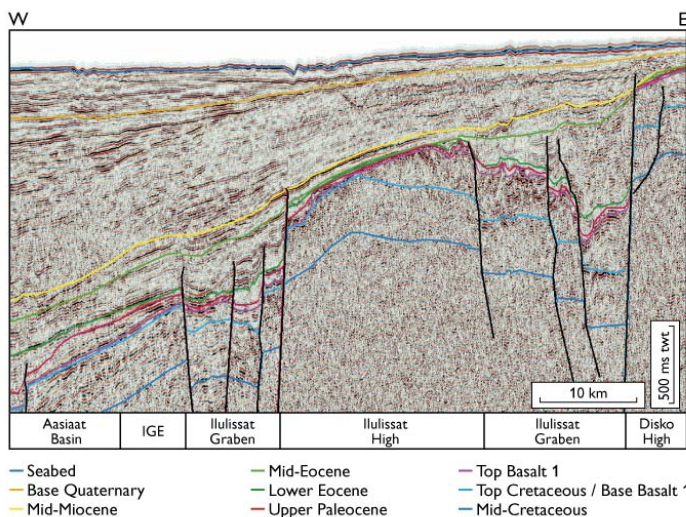 W
E
500 ms twt
10 km
Aasiaat
Basin
IGE
Ilulissat
Graben
Ilulissat
High
Ilulissat
Graben
Disko
High
Seabed
Base Quaternary
Mid-Miocene
Mid-Eocene
Lower Eocene
Upper Paleocene
Top Basalt 1
Top Cretaceous / Base Basalt 1
Mid-Cretaceous